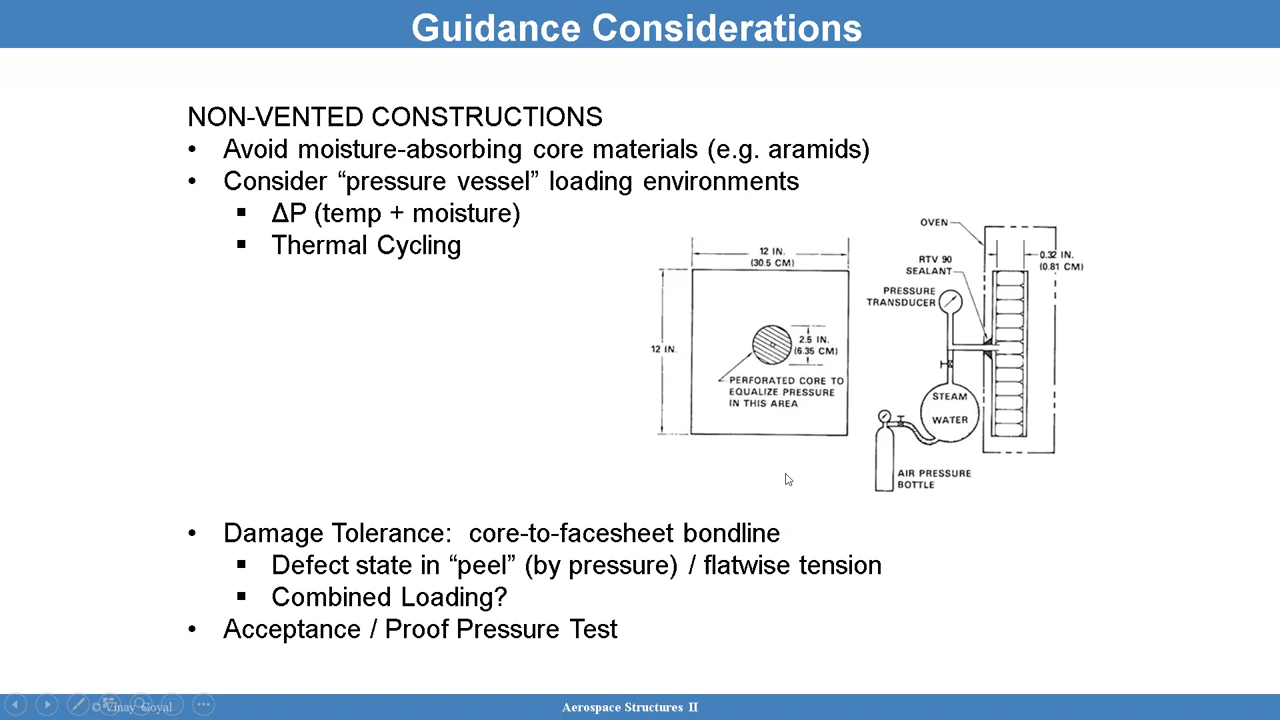 Guidance Considerations
NON-VENTED CONSTRUCTIONS
• Avoid moisture-absorbing core materials (e.g. aramids)
• Consider “pressure vessel” loading environments
▪ ΔP (temp + moisture)
▪ Thermal Cycling
12 IN.
(30.5 CM)
12 IN.
2.5 IN.
(6.35 CM)
PERFORATED CORE TO
EQUALIZE PRESSURE
IN THIS AREA
OVEN
RTV 90
SEALANT
PRESSURE
TRANSDUCER
0.32 IN.
(0.81 CM)
STEAM
WATER
AIR PRESSURE
BOTTLE
• Damage Tolerance: core-to-facesheet bondline
▪ Defect state in “peel” (by pressure) / flatwise tension
▪ Combined Loading?
• Acceptance / Proof Pressure Test
© Vinay Goyal
Aerospace Structures II